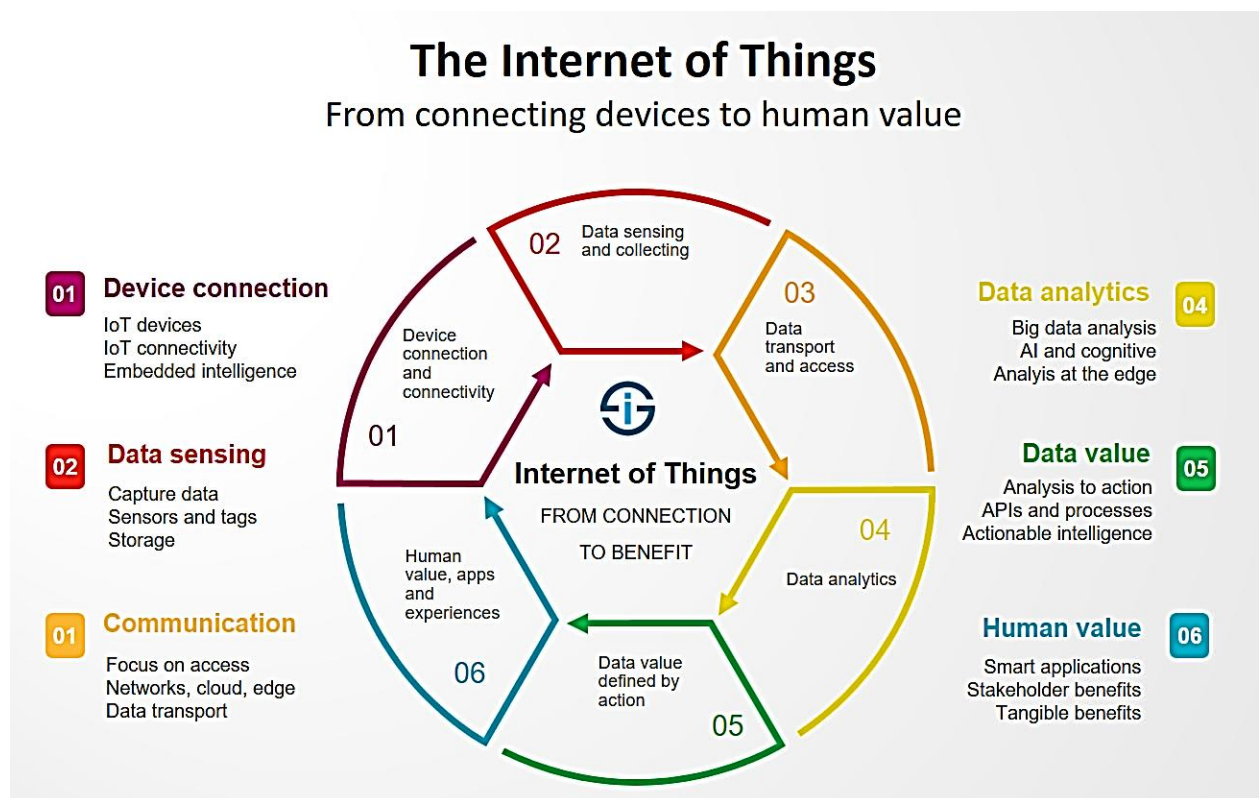 The Internet of Things
From connecting devices to human value
01
Device connection
IoT devices
IoT connectivity
Embedded intelligence
02
Data sensing
Capture data
Sensors and tags
Storage
01
Communication
Focus on access
Networks, cloud, edge
Data transport
02
Data sensing
and collecting
03
Data
transport
and access
Device
connection
and
connectivity
01
Internet of Things
FROM CONNECTION
TO BENEFIT
04
Data analytics
Human
value, apps
and
experiences
06
Data value
defined by
action
05
Data analytics
04
Big data analysis
AI and cognitive
Analyis at the edge
Data value
05
Analysis to action
APIs and processes
Actionable intelligence
Human value
06
Smart applications
Stakeholder benefits
Tangible benefits